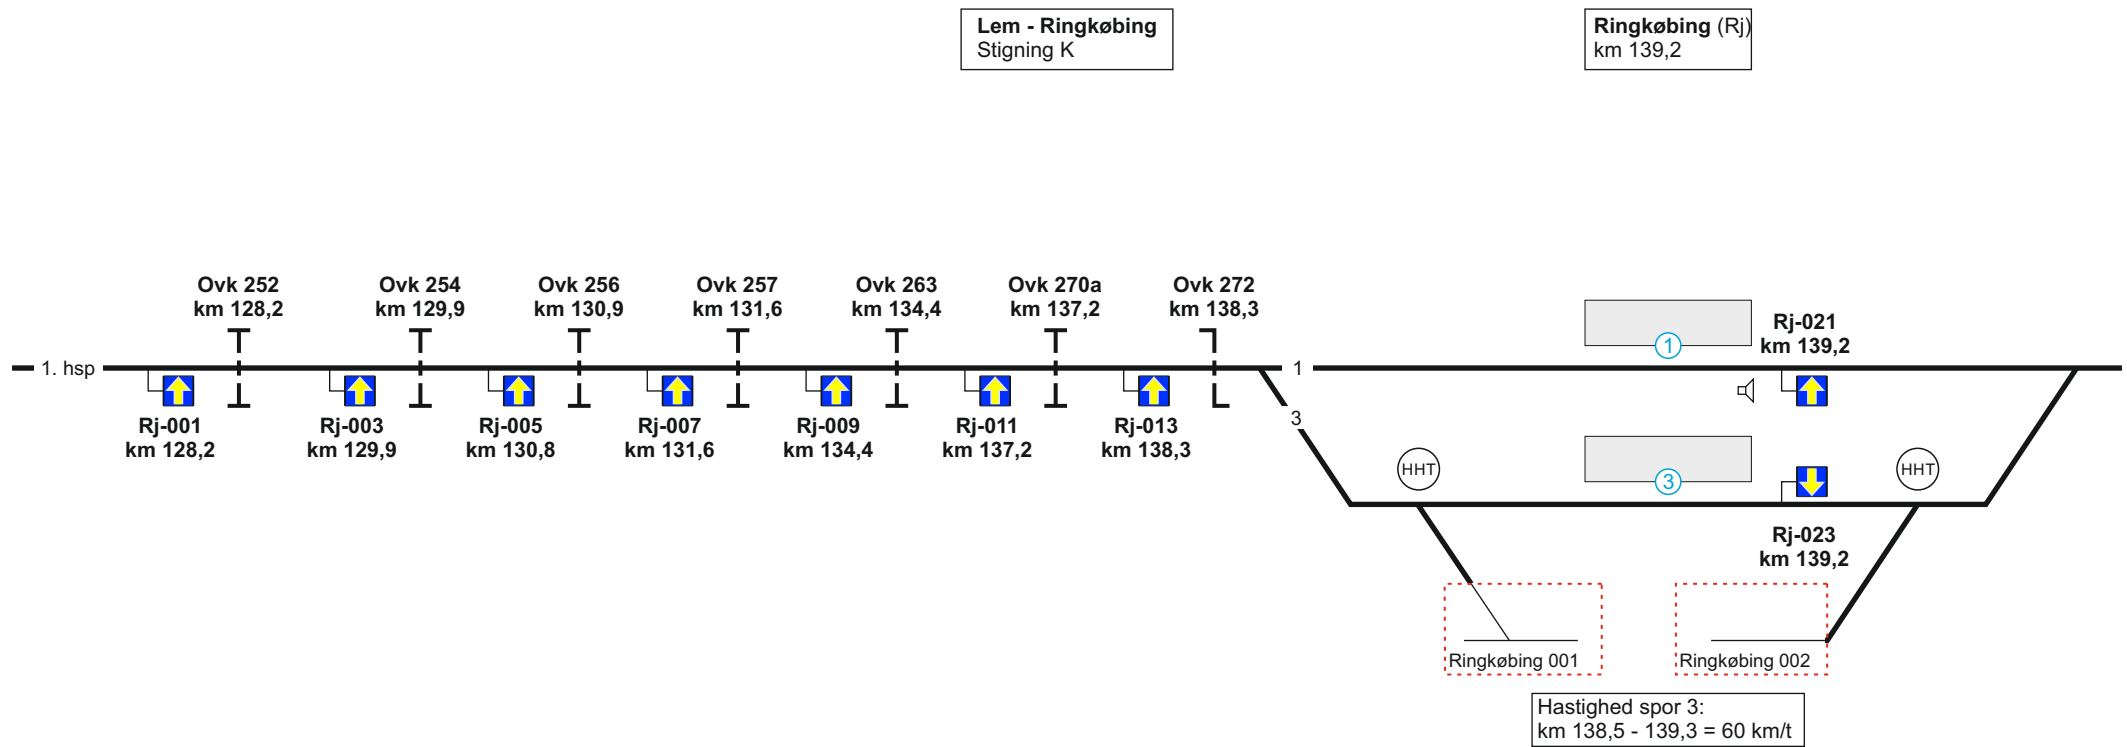 Lem - Ringkøbing
Stigning K
Ringkøbing (Rj)
km 139,2
Ovk 252
km 128,2
Ovk 254
km 129,9
Ovk 256
km 130,9
Ovk 257
km 131,6
Ovk 263
km 134,4
Ovk 270a
km 137,2
Ovk 272
km 138,3
1. hsp
1
3
Rj-001
km 128,2
Rj-003
km 129,9
Rj-005
km 130,8
Rj-007
km 131,6
Rj-009
km 134,4
Rj-011
km 137,2
Rj-013
km 138,3
1
Rj-021
km 139,2
HHT
3
HHT
Rj-023
km 139,2
Ringkøbing 001
Ringkøbing 002
Hastighed spor 3:
km 138,5 - 139,3 = 60 km/t